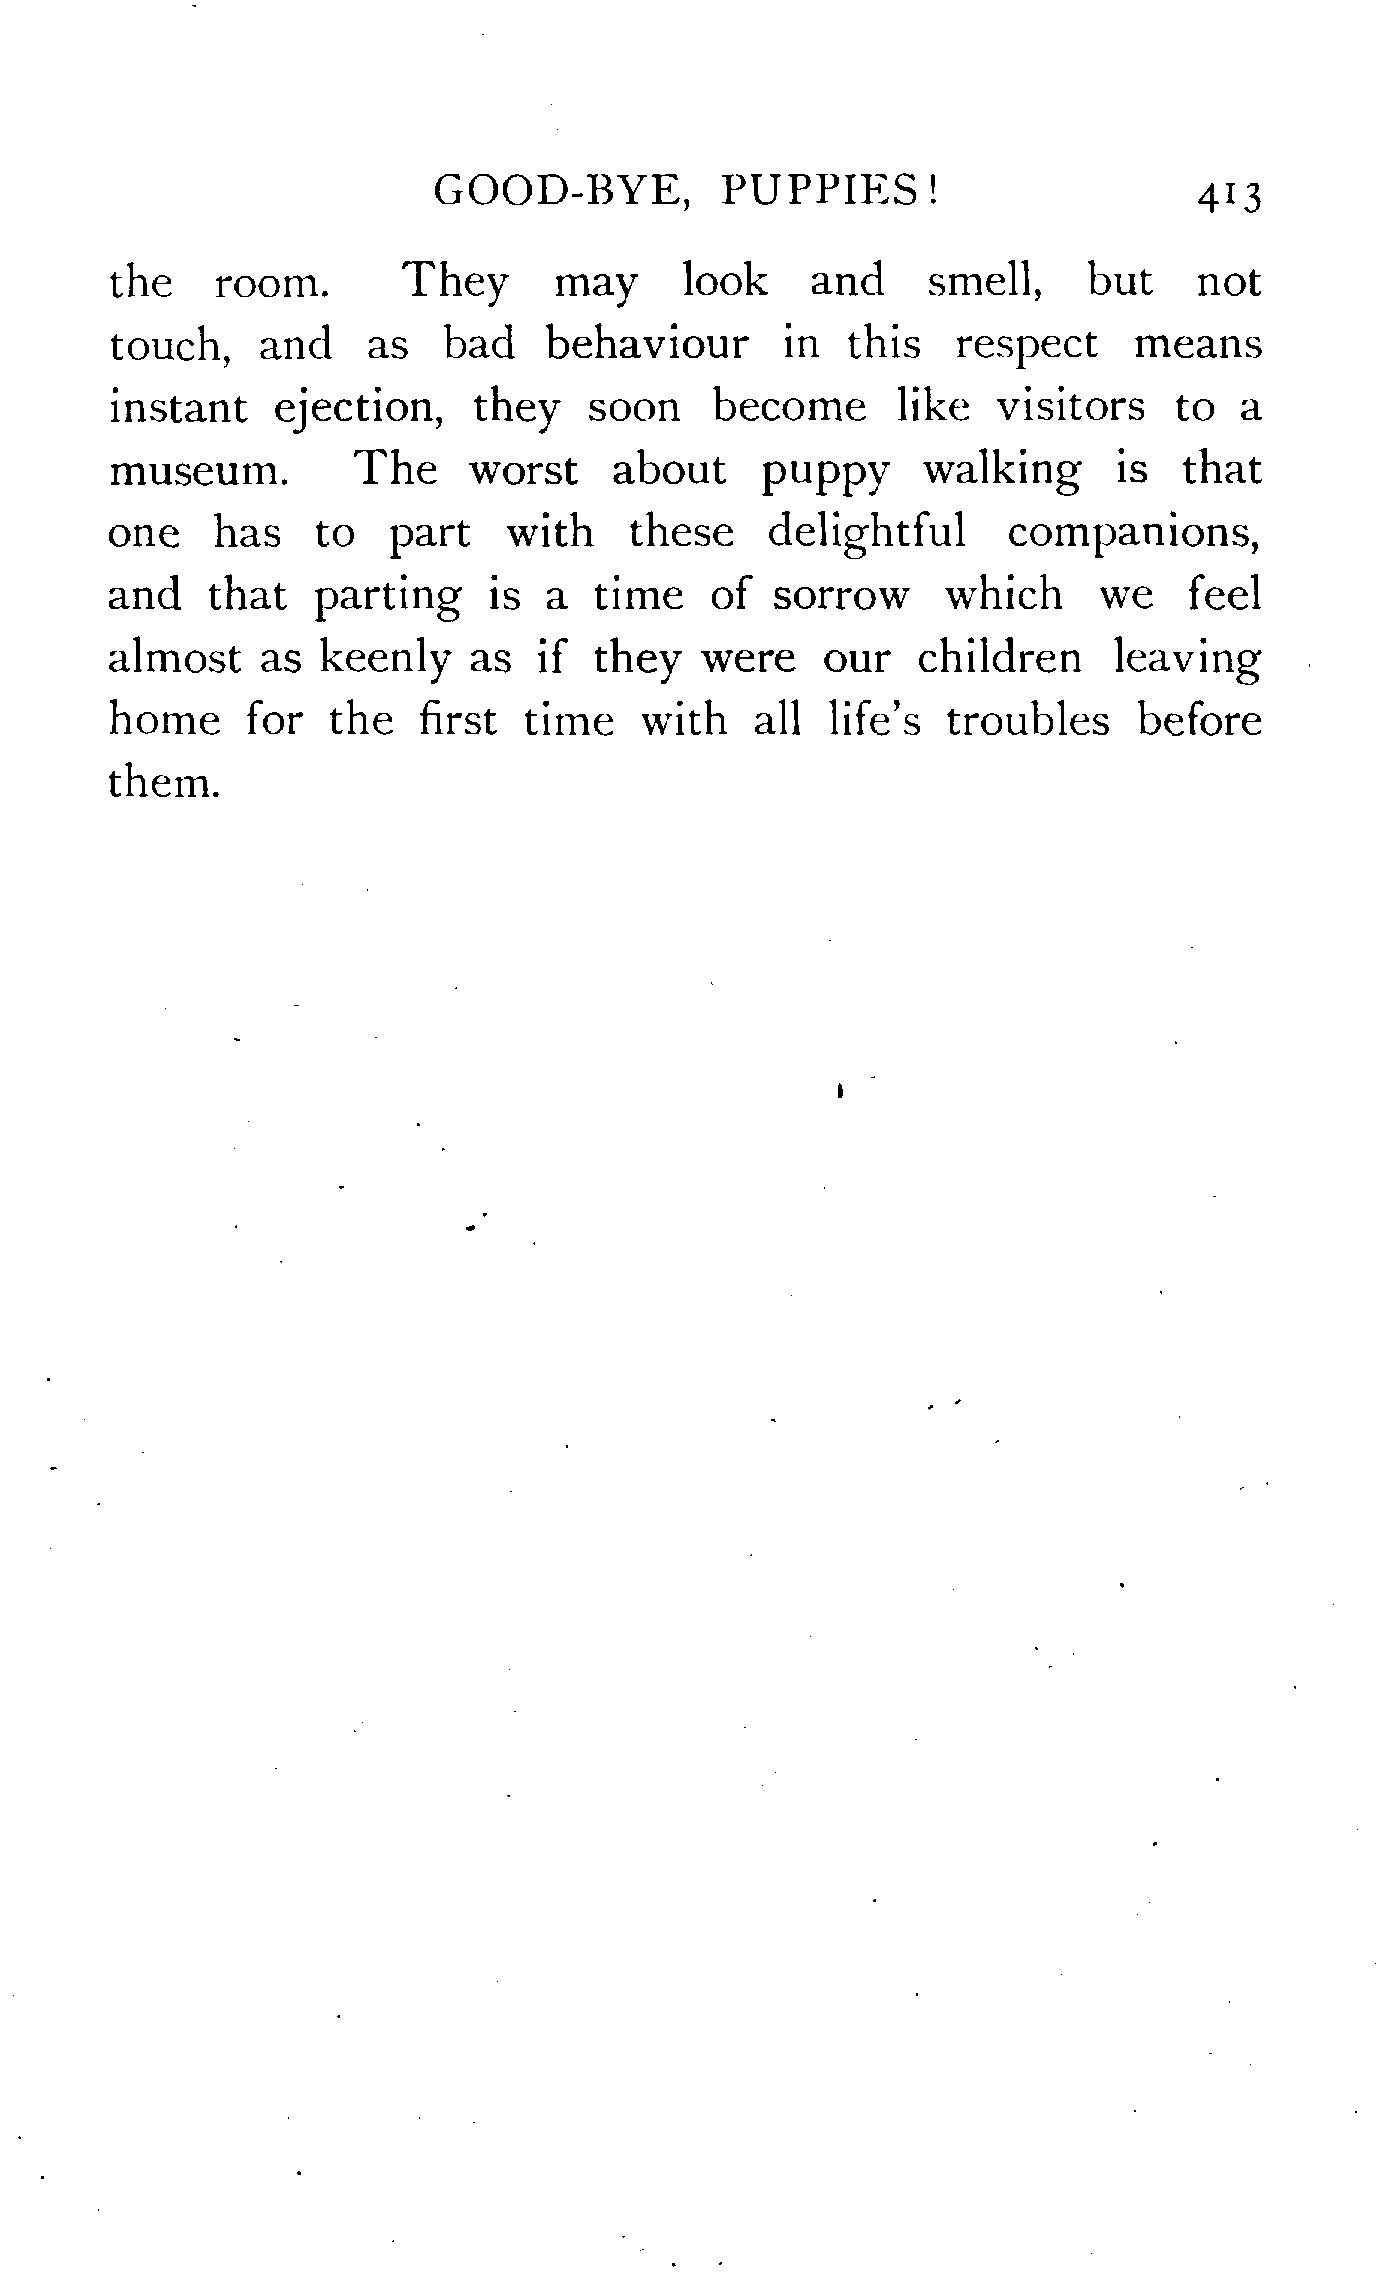 GOOD-BYE, PUPPIES! 413
the room. They may look and smell, but not
touch, and as bad behaviour in this respect means
instant ejection, they soon become like visitors to a
museum. The worst about puppy walking is that
one has to part with these delightful companions,
and that parting is a time of sorrow which we feel
almost as keenly as if they were our children leaving
home for the first time with all life's troubles before
them.